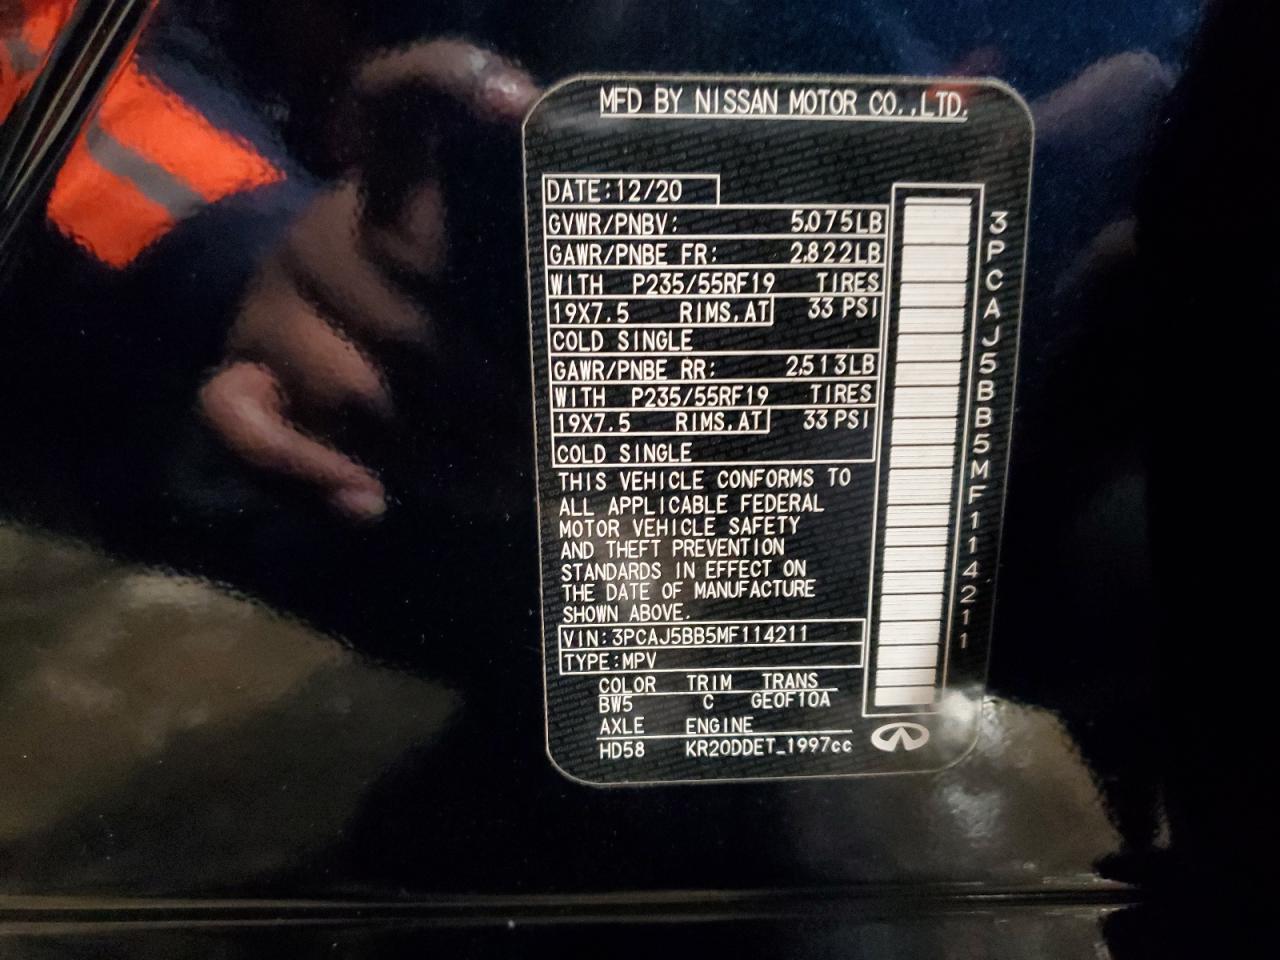 MFD BY NISSAN MOTOR CO.,LTD.
DATE:12/20
GVWR/PNBV: 5,075LB
GAWR/PNBE FR: 2,822LB
WITH P235/55RF19 TIRES
19X7.5 RIMS.AT 33 PSI
COLD SINGLE
GAWR/PNBE RR: 2,513LB
WITH P235/55RF19 TIRES
19X7.5 RIMS.AT 33 PSI
COLD SINGLE
THIS VEHICLE CONFORMS TO
ALL APPLICABLE FEDERAL
MOTOR VEHICLE SAFETY
AND THEFT PREVENTION
STANDARDS IN EFFECT ON
THE DATE OF MANUFACTURE
SHOWN ABOVE.
VIN:3PCAJ5BB5MF114211
TYPE:MPV
COLOR TRIM TRANS
BW5 C GEOF10A
AXLE ENGINE
HD58 KR20DDET_1997cc
3PCAJ5BB5MF114211